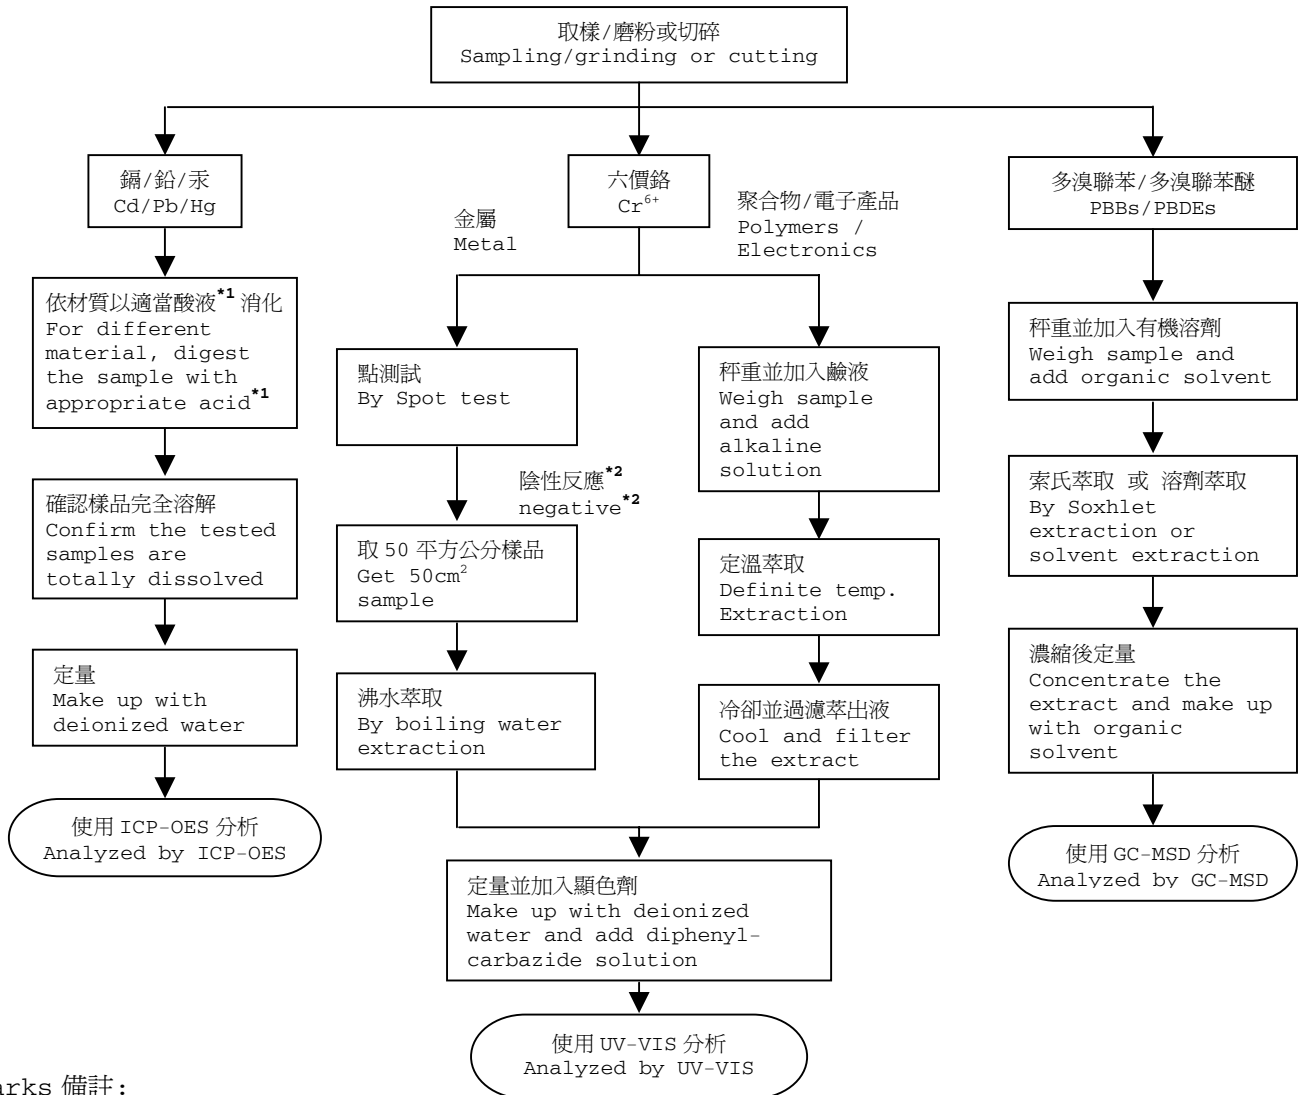 取樣/磨粉或切碎
Sampling/grinding or cutting
鎘/鉛/汞
Cd/Pb/Hg
依材質以適當酸液*1 消化
For different
material, digest
the sample with
appropriate acid*1
確認樣品完全溶解
Confirm the tested
samples are
totally dissolved
定量
Make up with
deionized water
使用 ICP-OES 分析
Analyzed by ICP-OES
六價鉻
Cr6+
金屬
Metal
點測試
By Spot test
陰性反應*2
negative*2
取 50 平方公分樣品
Get 50cm2
sample
沸水萃取
By boiling water
extraction
聚合物/電子產品
Polymers /
Electronics
秤重並加入鹼液
Weigh sample
and add
alkaline
solution
定溫萃取
Definite temp.
Extraction
冷卻並過濾萃出液
Cool and filter
the extract
定量並加入顯色劑
Make up with deionized
water and add diphenyl-
carbazide solution
使用 UV-VIS 分析
Analyzed by UV-VIS
多溴聯苯/多溴聯苯醚
PBBs/PBDEs
秤重並加入有機溶劑
Weigh sample and
add organic solvent
索氏萃取 或 溶劑萃取
By Soxhlet
extraction or
solvent extraction
濃縮後定量
Concentrate the
extract and make up
with organic
solvent
使用 GC-MSD 分析
Analyzed by GC-MSD
arks 備註: